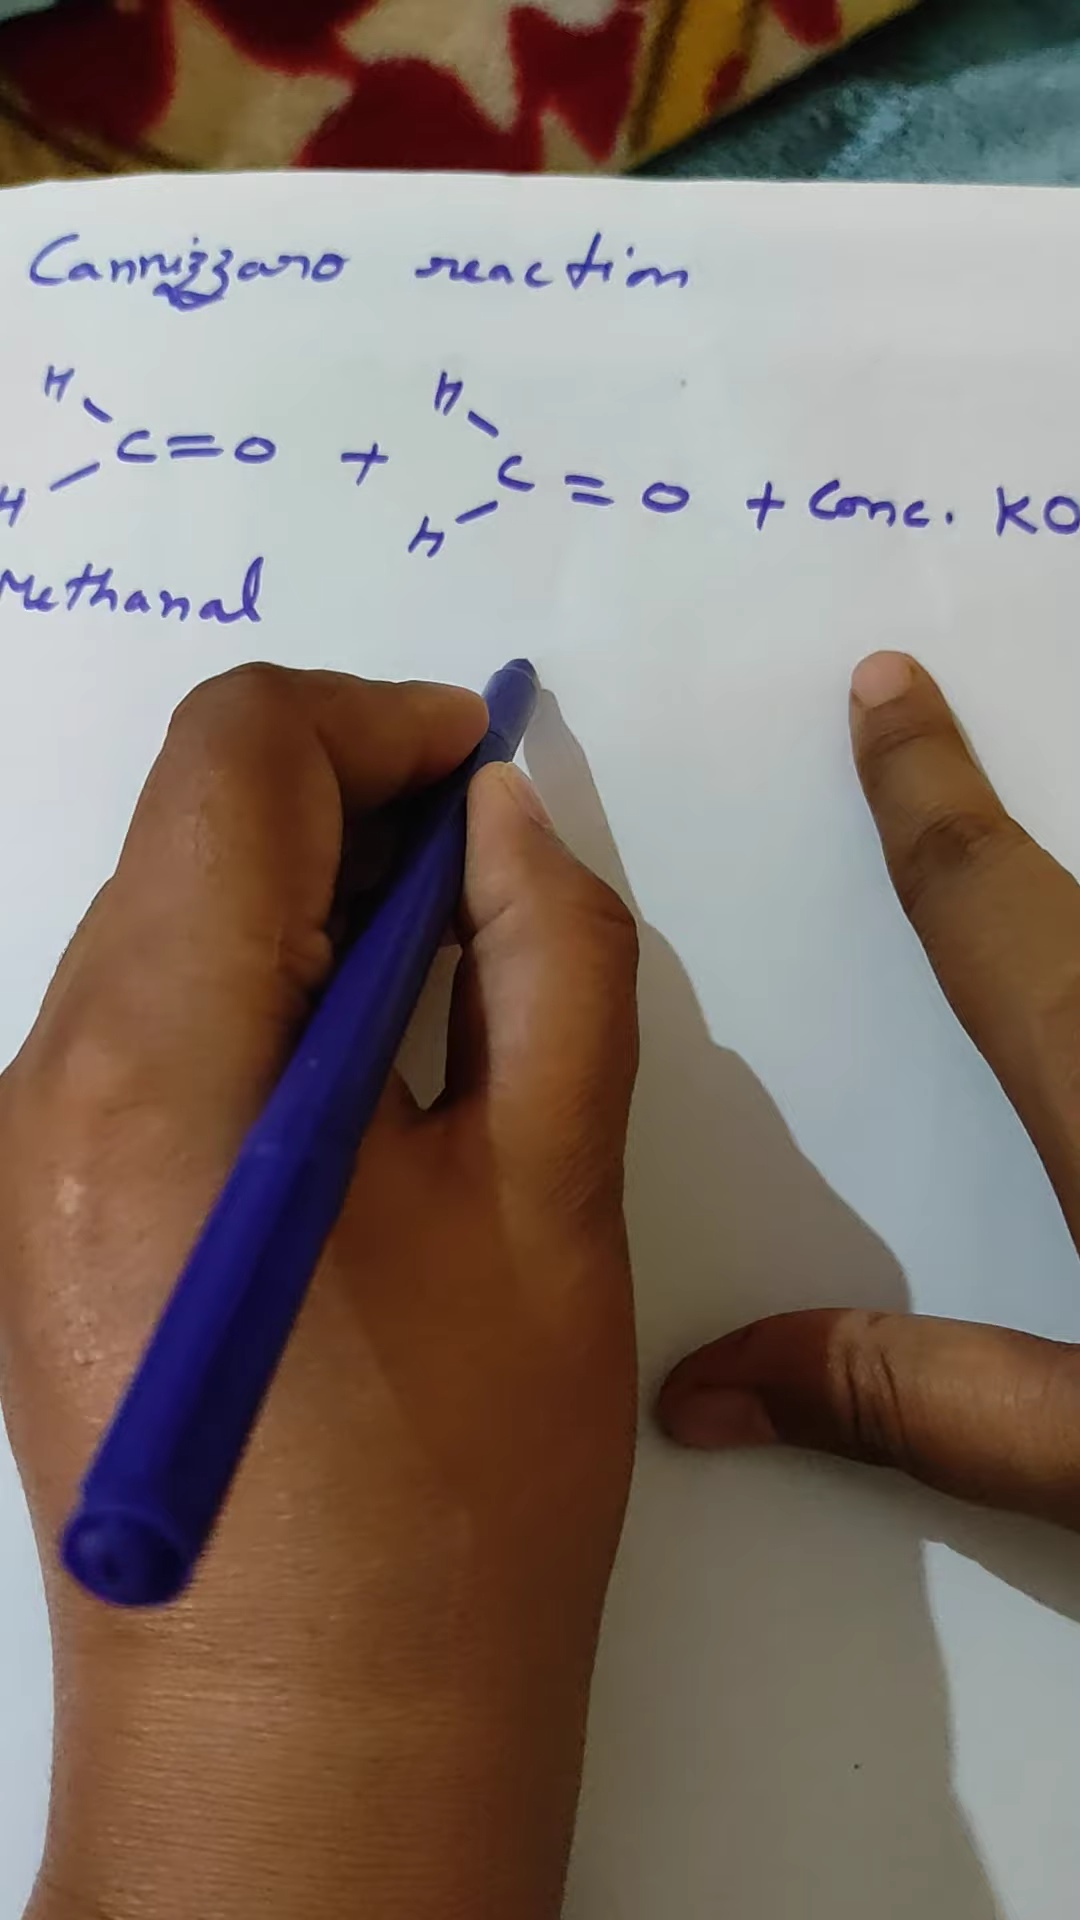 Cannizzaro reaction
H H
C=O + C=O + Conc. KO
H H
Methanal